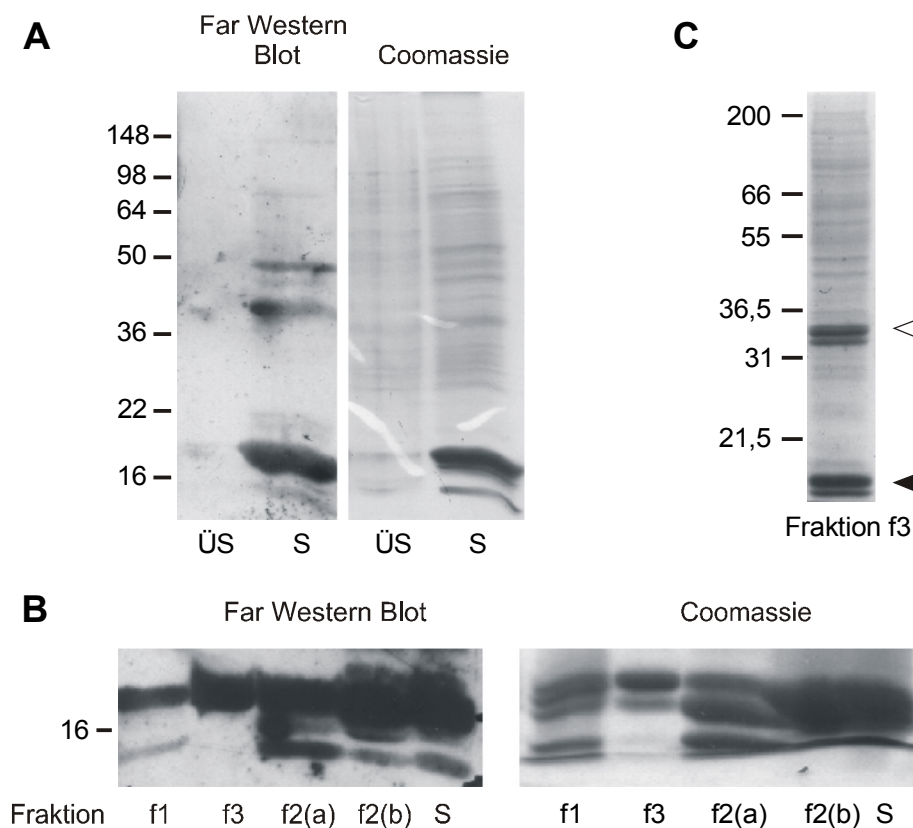 A
Far Western
Blot
Coomassie
148
98
64
50
36
22
16
ÜS S ÜS S
C
200
66
55
36,5
31
21,5
Fraktion f3
B
Far Western Blot
Coomassie
16
Fraktion f1 f3 f2(a) f2(b) S f1 f3 f2(a) f2(b) S